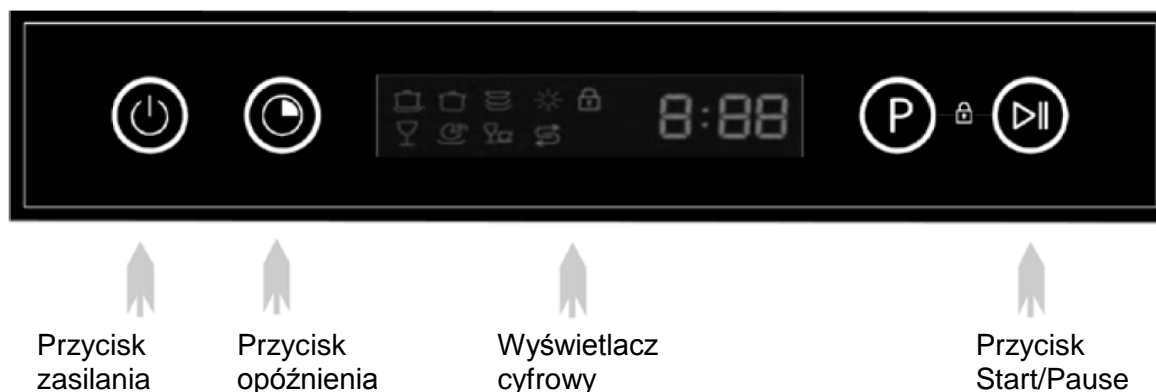 8:88
P
Przycisk
zasilania
Przycisk
opóźnienia
Wyświetlacz
cyfrowy
Przycisk
Start/Pause